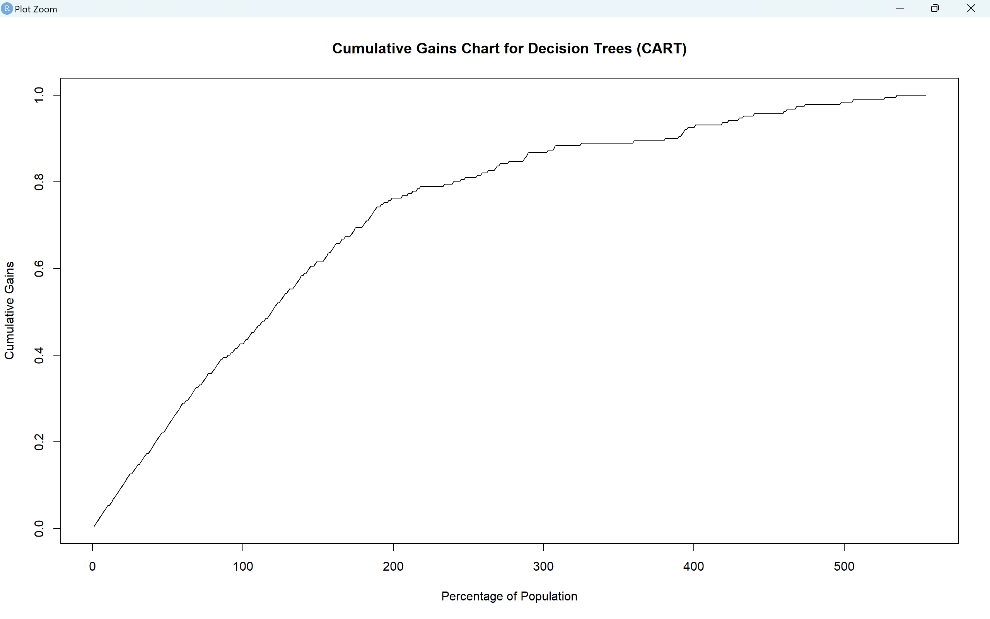 R Plot Zoom
Cumulative Gains Chart for Decision Trees (CART)
1.0
0.8
0.6
0.4
0.2
0.0
Cumulative Gains
0 100 200 300 400 500
Percentage of Population